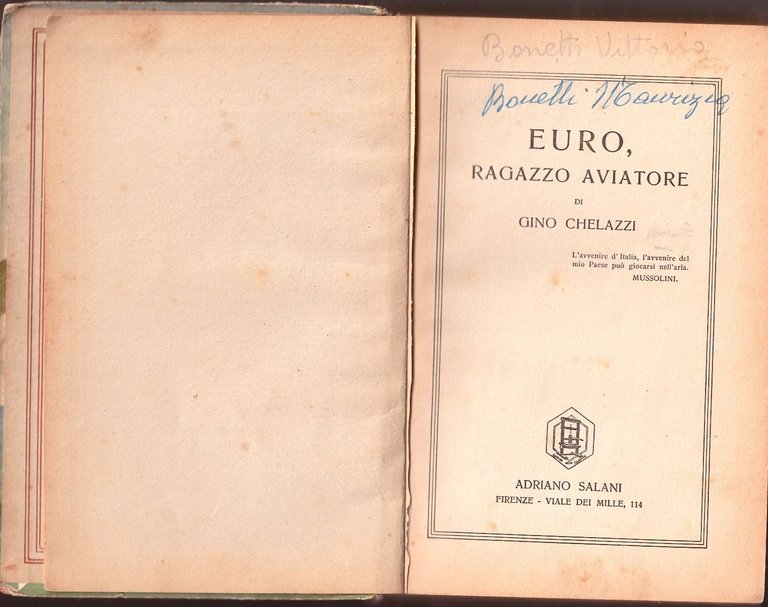 Bonetti Vittorio
Bonetti Maurizio
EURO,
RAGAZZO AVIATORE
DI
GINO CHELAZZI
L'avvenire d'Italia, l'avvenire del
mio Paese può giocarsi nell'aria.
MUSSOLINI.
ADRIANO SALANI
FIRENZE - VIALE DEI MILLE, 114